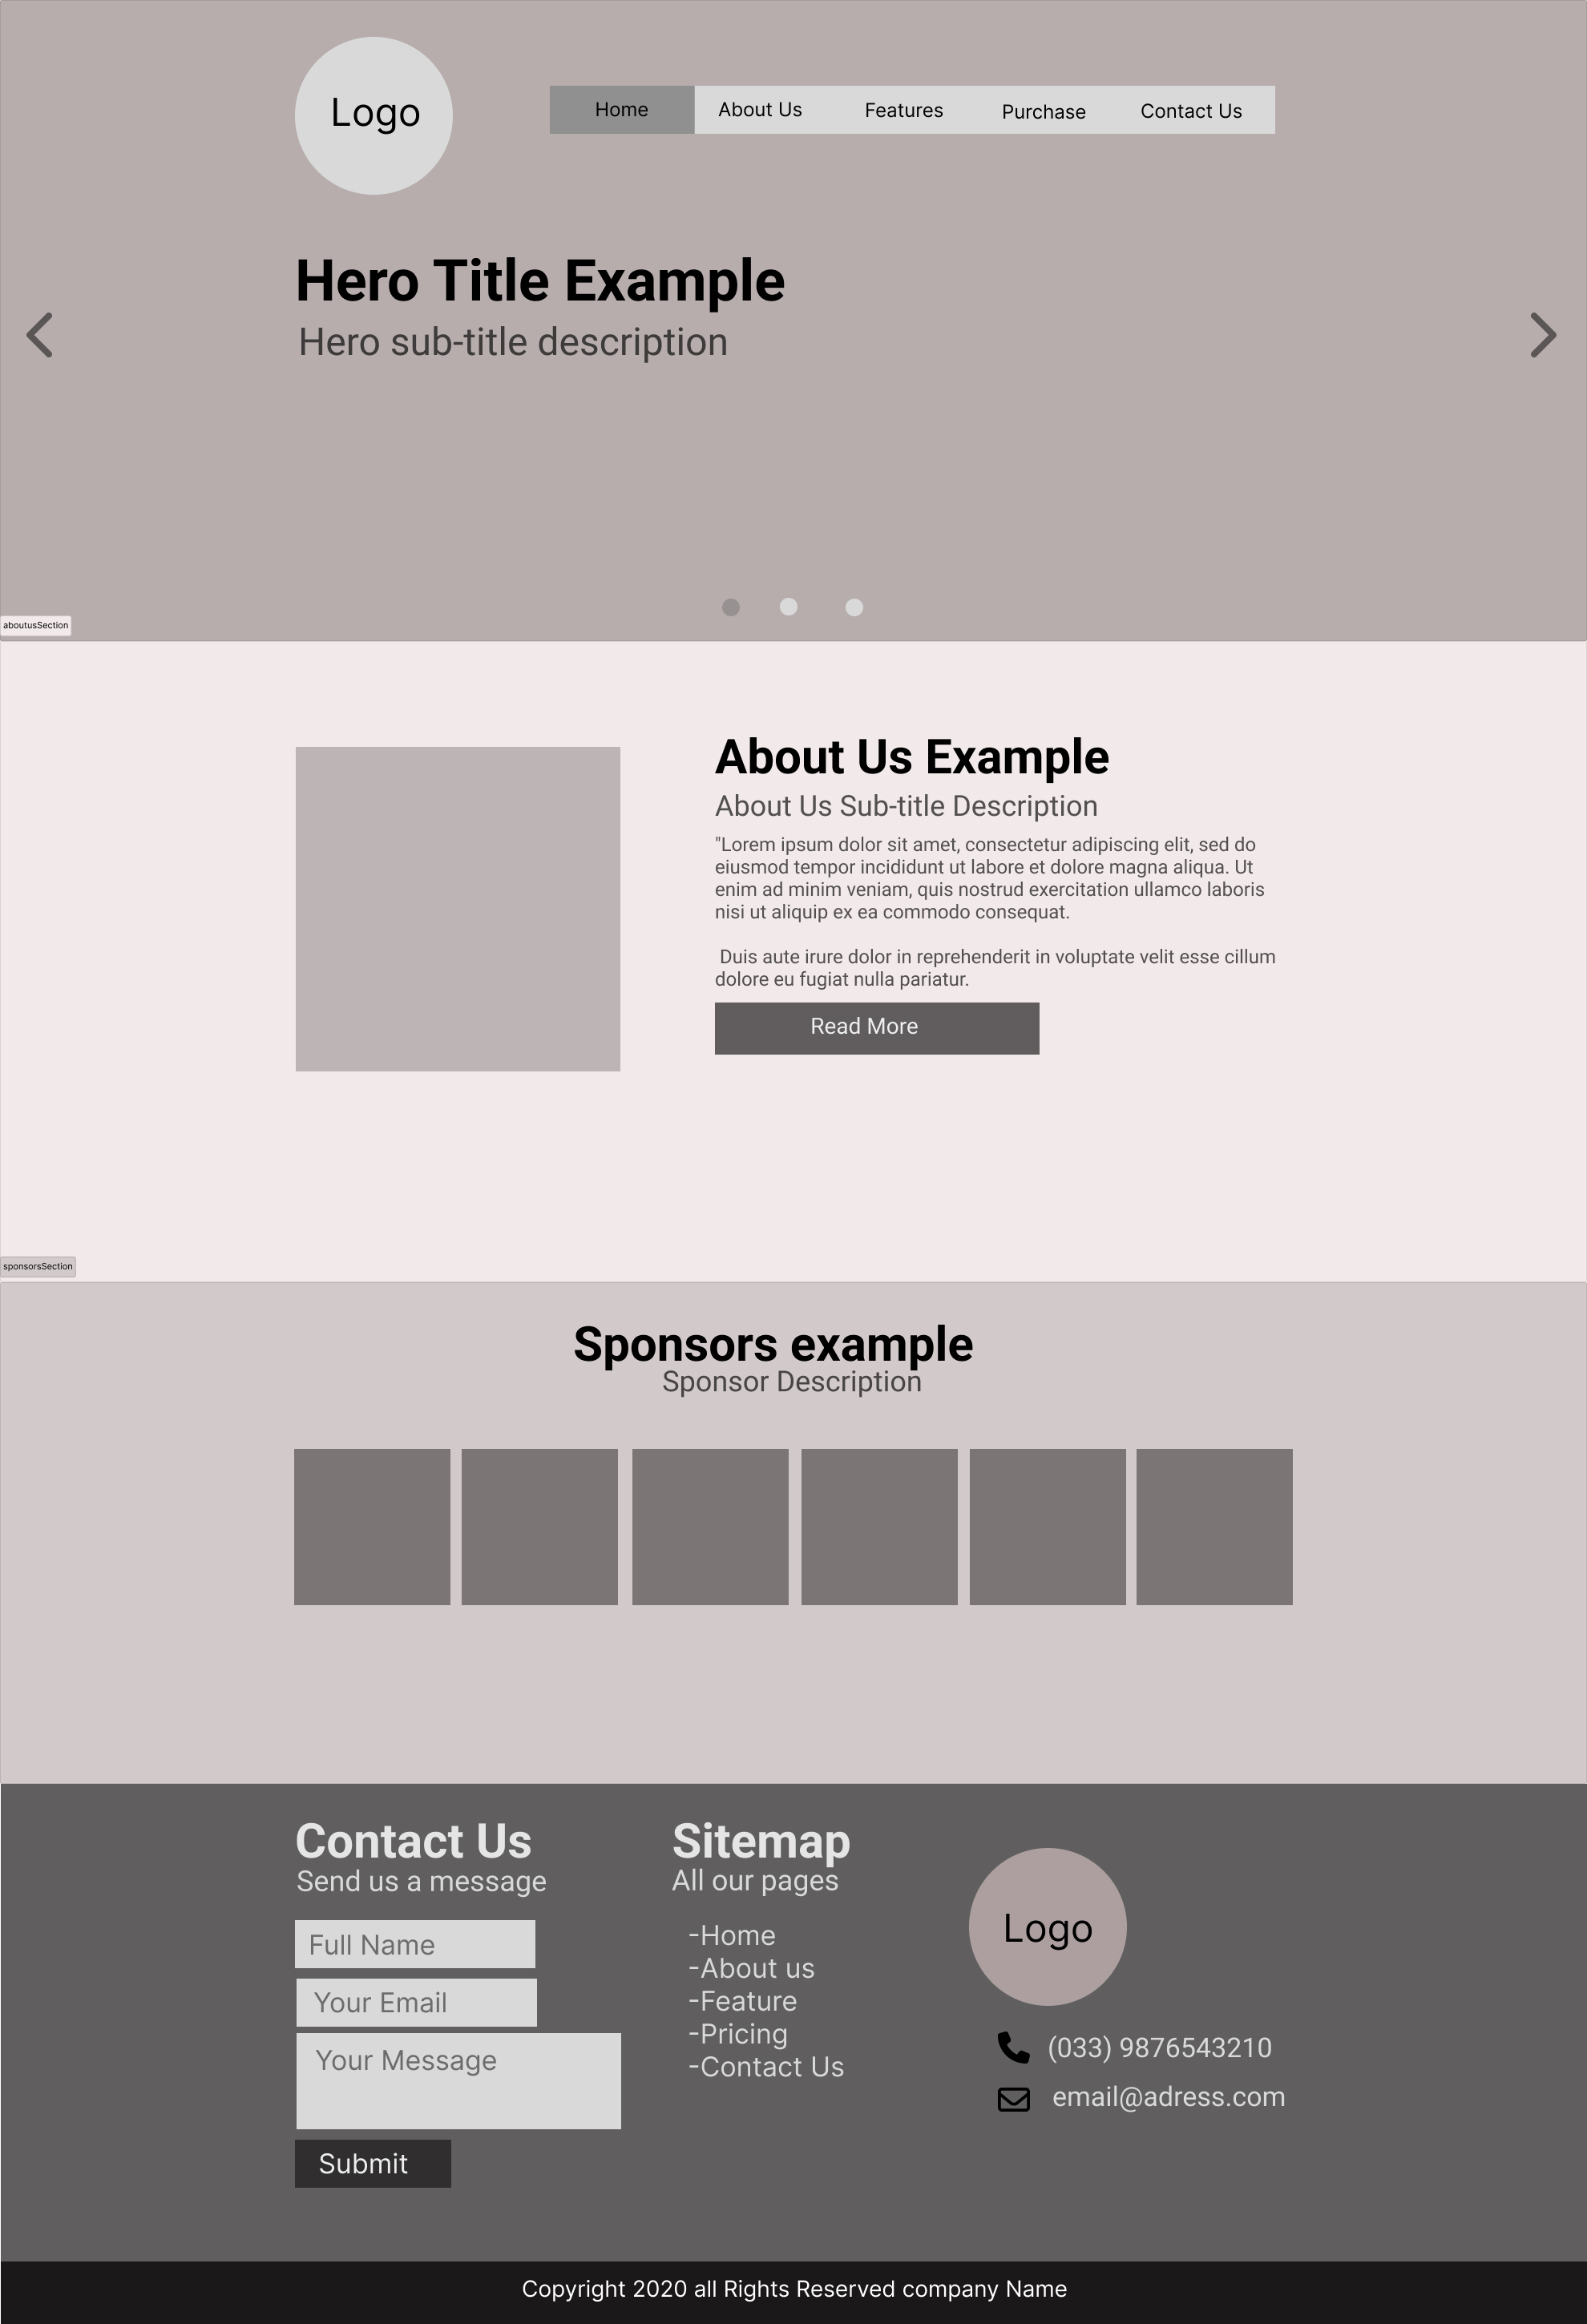 Logo
Home About Us Features Purchase Contact Us
Hero Title Example
Hero sub-title description
aboutusSection
About Us Example
About Us Sub-title Description
"Lorem ipsum dolor sit amet, consectetur adipiscing elit, sed do
eiusmod tempor incididunt ut labore et dolore magna aliqua. Ut
enim ad minim veniam, quis nostrud exercitation ullamco laboris
nisi ut aliquip ex ea commodo consequat.
Duis aute irure dolor in reprehenderit in voluptate velit esse cillum
dolore eu fugiat nulla pariatur.
Read More
sponsorsSection
Sponsors example
Sponsor Description
Contact Us
Send us a message
Full Name
Your Email
Your Message
Submit
Sitemap
All our pages
-Home
-About us
-Feature
-Pricing
-Contact Us
Logo
(033) 9876543210
email@adress.com
Copyright 2020 all Rights Reserved company Name